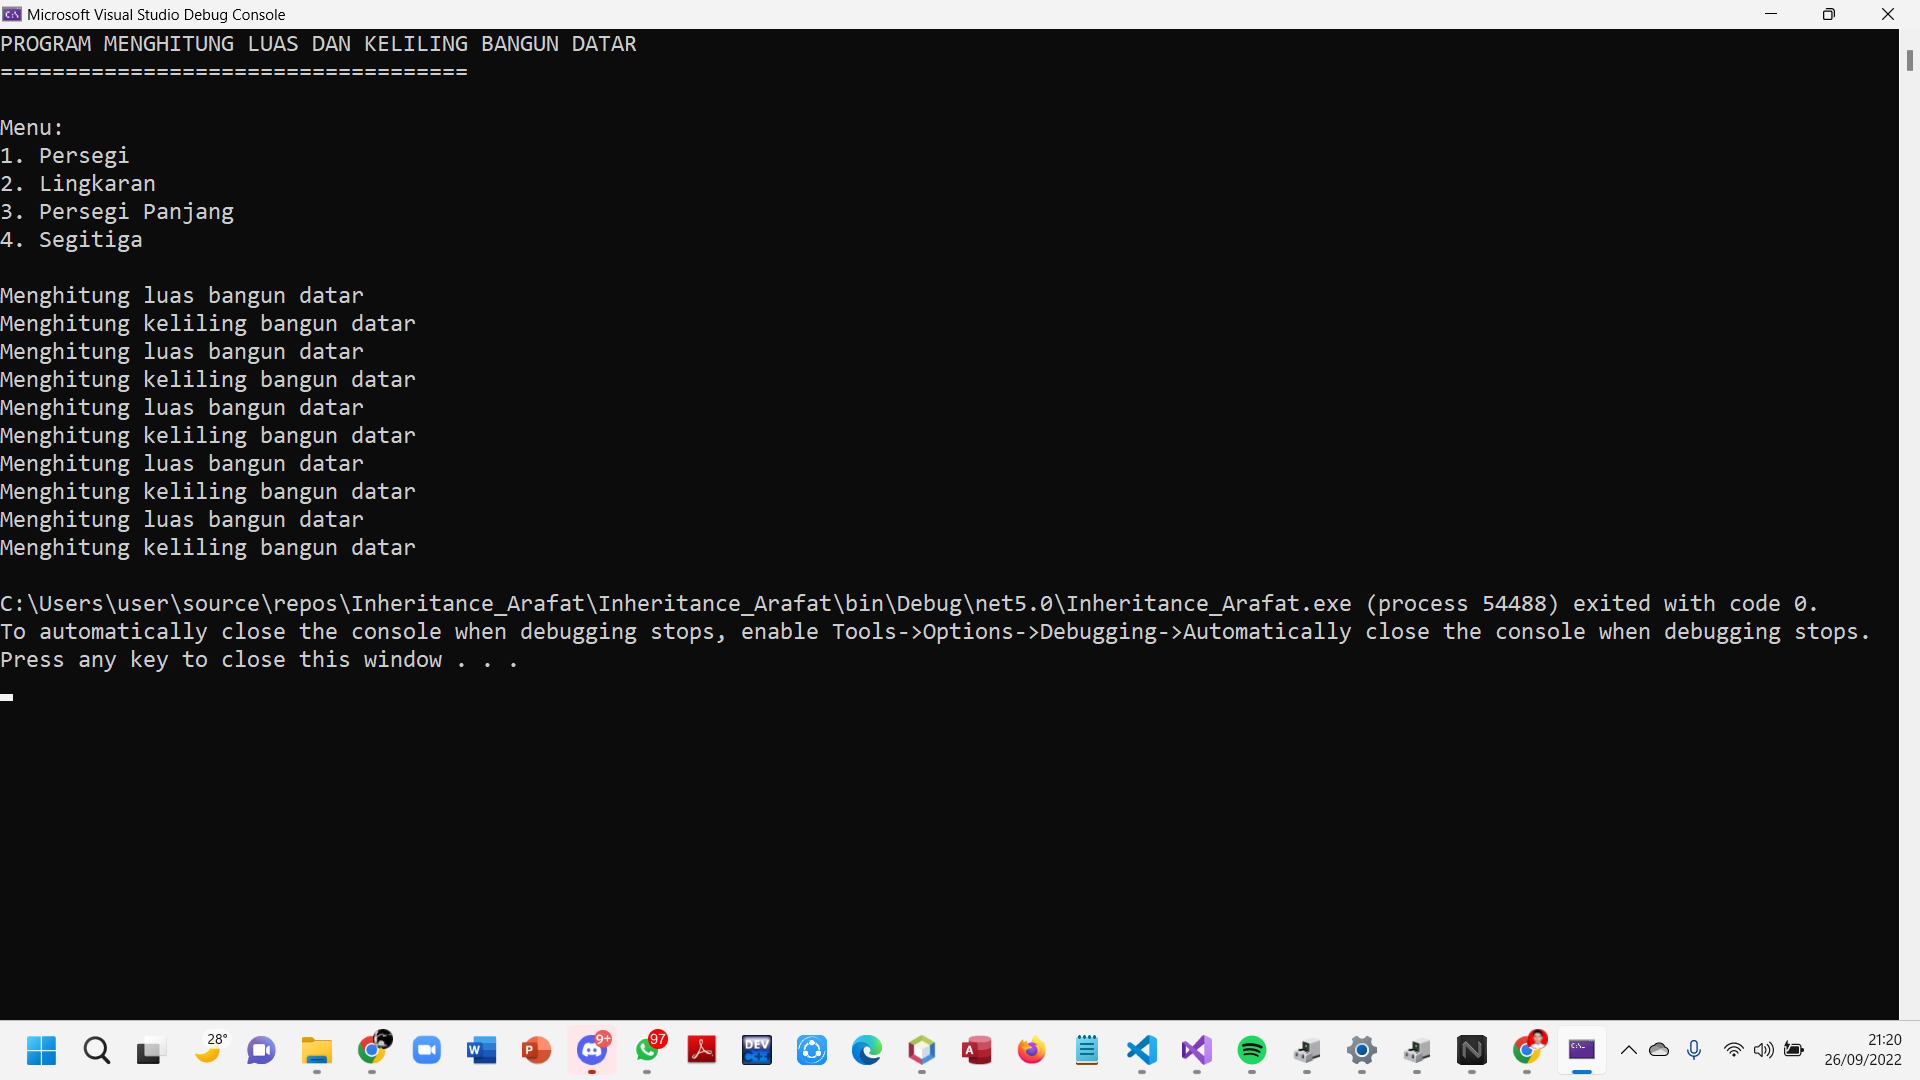 Microsoft Visual Studio Debug Console
PROGRAM MENGHITUNG LUAS DAN KELILING BANGUN DATAR
====================================
Menu:
1. Persegi
2. Lingkaran
3. Persegi Panjang
4. Segitiga
Menghitung luas bangun datar
Menghitung keliling bangun datar
Menghitung luas bangun datar
Menghitung keliling bangun datar
Menghitung luas bangun datar
Menghitung keliling bangun datar
Menghitung luas bangun datar
Menghitung keliling bangun datar
Menghitung luas bangun datar
Menghitung keliling bangun datar
C:\Users\user\source\repos\Inheritance_Arafat\Inheritance_Arafat\bin\Debug\net5.0\Inheritance_Arafat.exe (process 54488) exited with code 0.
To automatically close the console when debugging stops, enable Tools->Options->Debugging->Automatically close the console when debugging stops.
Press any key to close this window . . .
28°
9+
97
DEV
21:20
26/09/2022